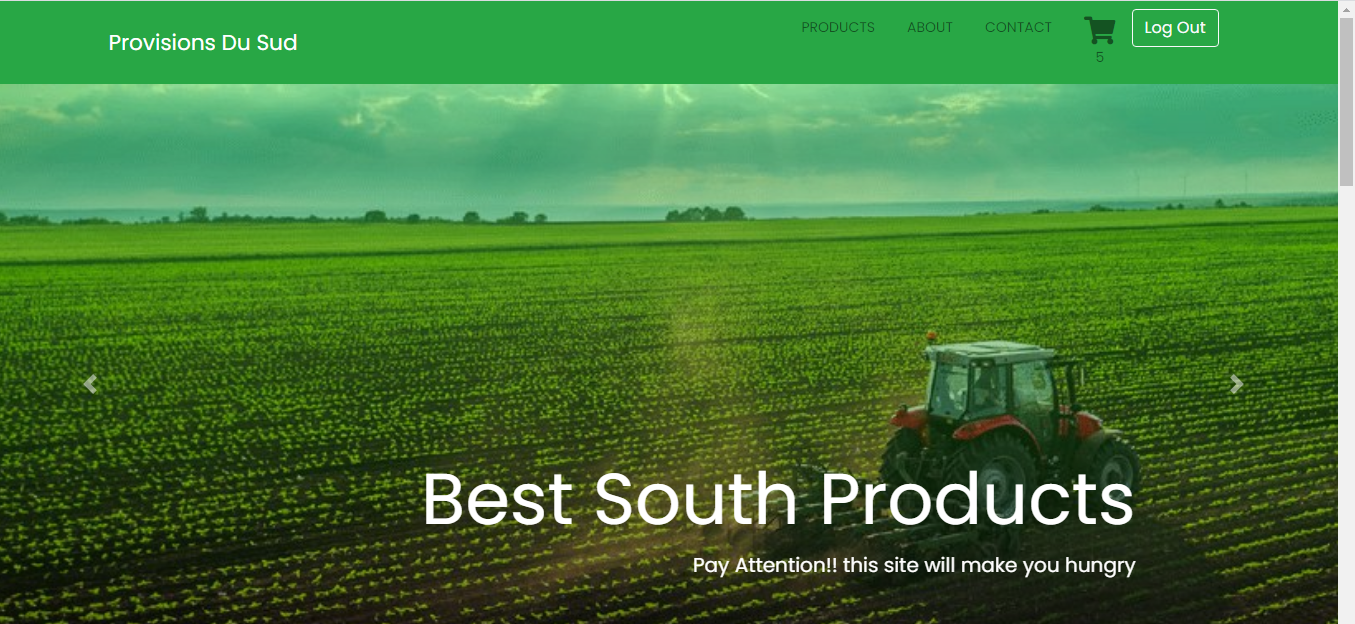 Provisions Du Sud
PRODUCTS ABOUT CONTACT Log Out
5
Best South Products
Pay Attention!! this site will make you hungry